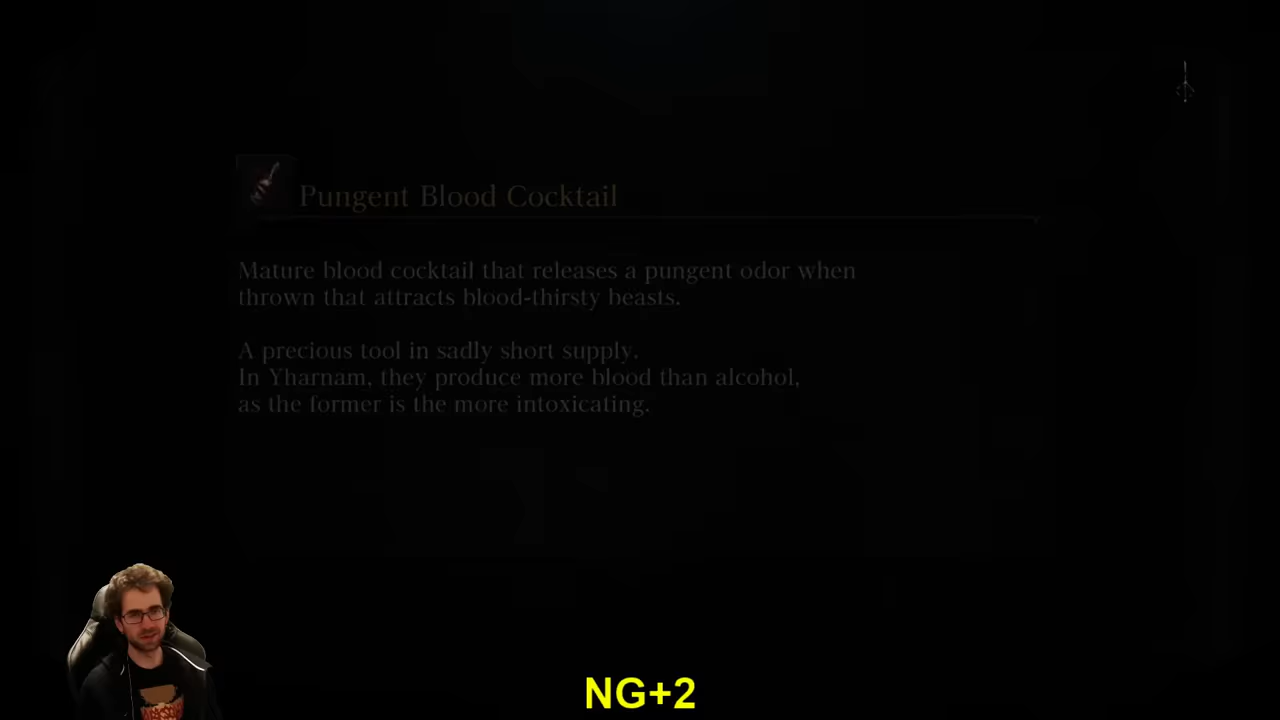 Pungent Blood Cocktail
Mature blood cocktail that releases a pungent odor when
thrown that attracts blood-thirsty beasts.
A precious tool in sadly short supply.
In Yharnam, they produce more blood than alcohol,
as the former is the more intoxicating.
NG+2